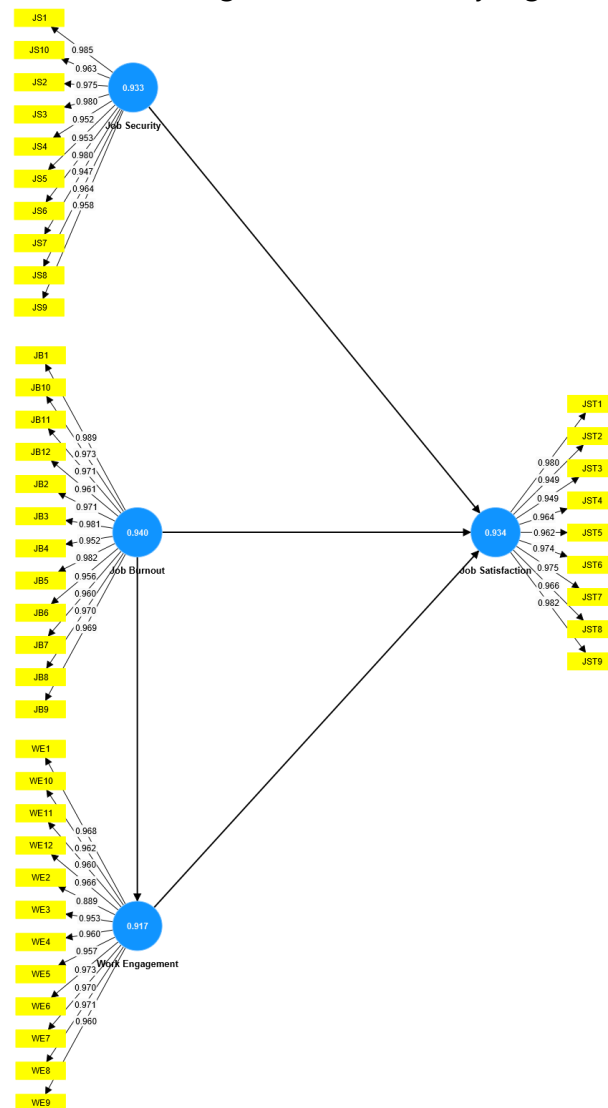 JS1
JS10
JS2
JS3
JS4
JS5
JS6
JS7
JS8
JS9
0.985
0.963
0.975
0.980
0.952
0.953
0.980
0.947
0.964
0.958
0.933
Job Security
JB1
JB10
JB11
JB12
JB2
JB3
JB4
JB5
JB6
JB7
JB8
JB9
0.989
0.973
0.971
0.961
0.971
0.981
0.952
0.982
0.956
0.960
0.970
0.969
0.940
Job Burnout
JST1
JST2
JST3
JST4
JST5
JST6
JST7
JST8
JST9
0.980
0.949
0.949
0.964
0.962
0.974
0.975
0.966
0.982
0.934
Job Satisfaction
WE1
WE10
WE11
WE12
WE2
WE3
WE4
WE5
WE6
WE7
WE8
WE9
0.968
0.962
0.960
0.966
0.889
0.953
0.960
0.957
0.973
0.970
0.971
0.960
0.917
Work Engagement